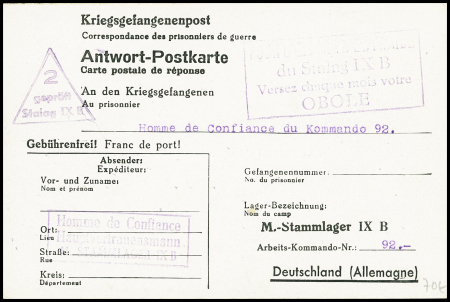 Kriegsgefangenenpost
Correspondance des prisonniers de guerre
Antwort-Postkarte
Carte postale de réponse
An den Kriegsgefangenen
Au prisonnier
2
geprüft
Stalag IX B
du Stalag IX B
Versez chaque mois votre
OBOLE
Homme de Confiance du Kommando 92.
Gebührenfrei! Franc de port!
Absender:
Expéditeur:
Vor- und Zuname:
Nom et prénom
Ort:
Lieu
Straße:
Rue
Kreis:
Département
Homme de Confiance
Gefangenennummer:
No. du prisonnier
Lager-Bezeichnung:
Nom du camp
M.-Stammlager IX B
Arbeits-Kommando-Nr.: 92.-
Deutschland (Allemagne)